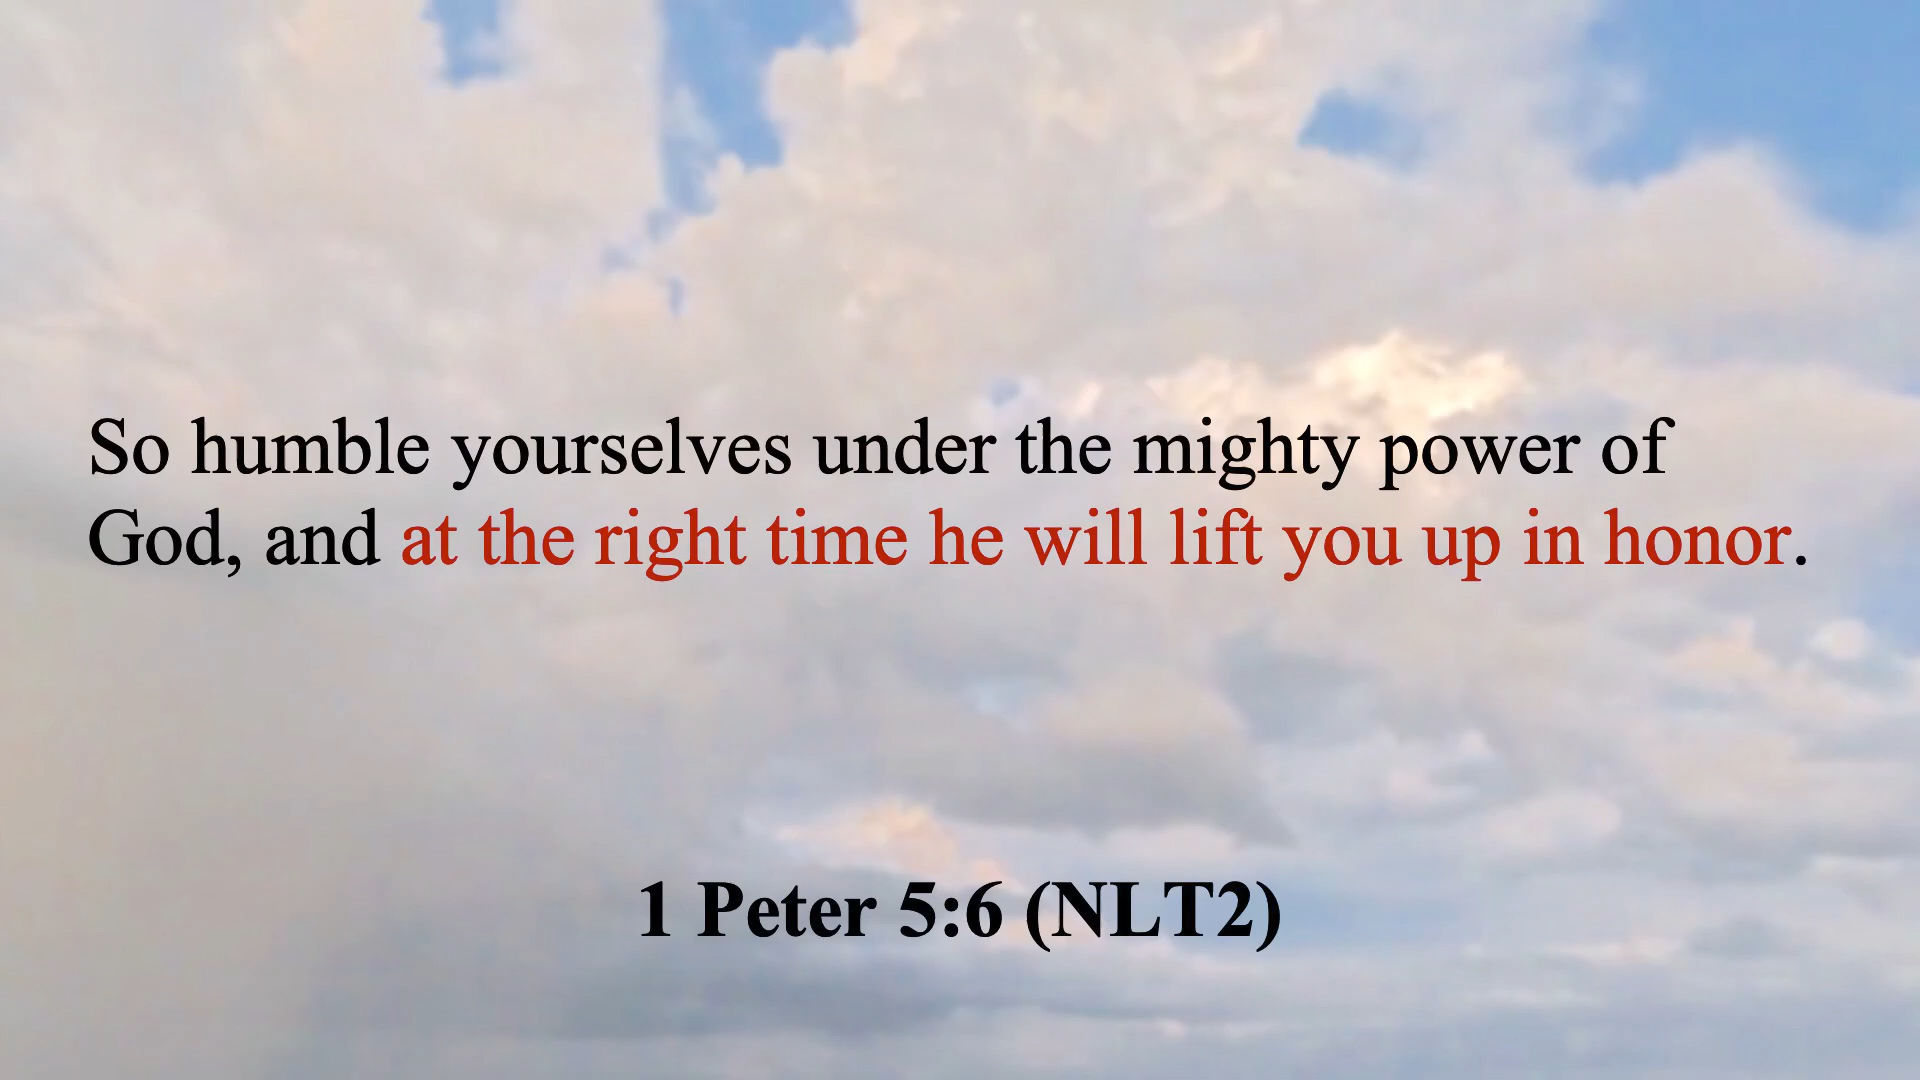 So humble yourselves under the mighty power of
God, and at the right time he will lift you up in honor.
1 Peter 5:6 (NLT2)